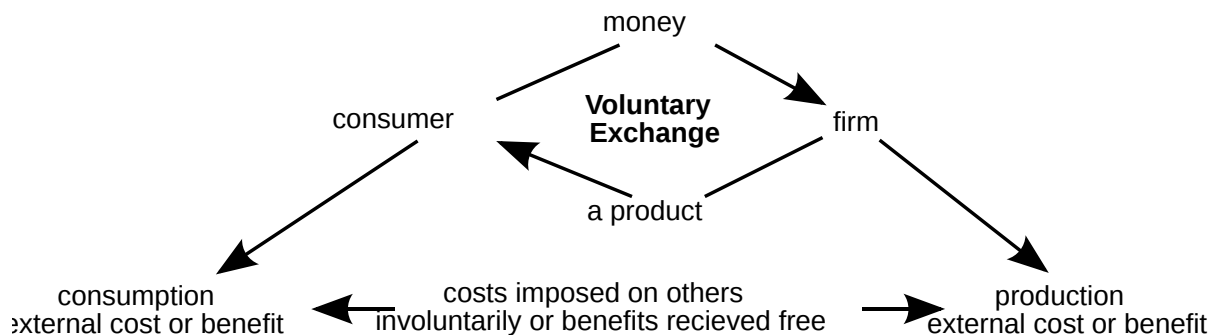 money
Voluntary
Exchange
consumer
firm
a product
consumption
external cost or benefit
costs imposed on others
involuntarily or benefits recieved free
production
external cost or benefit